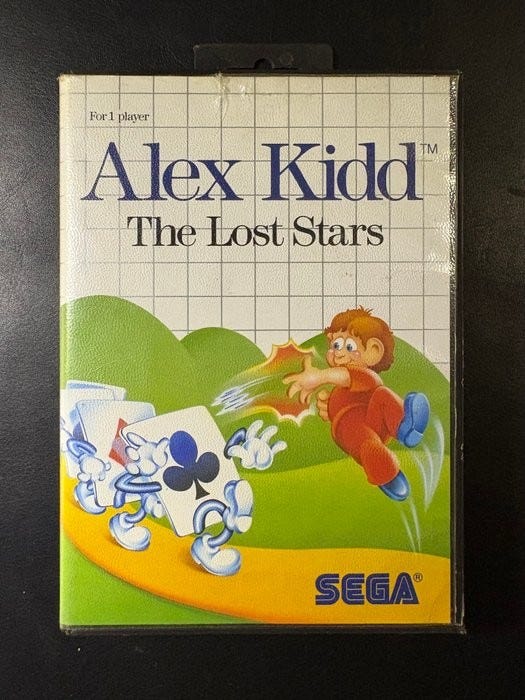 For 1 player
Alex Kidd™
The Lost Stars
SEGA®